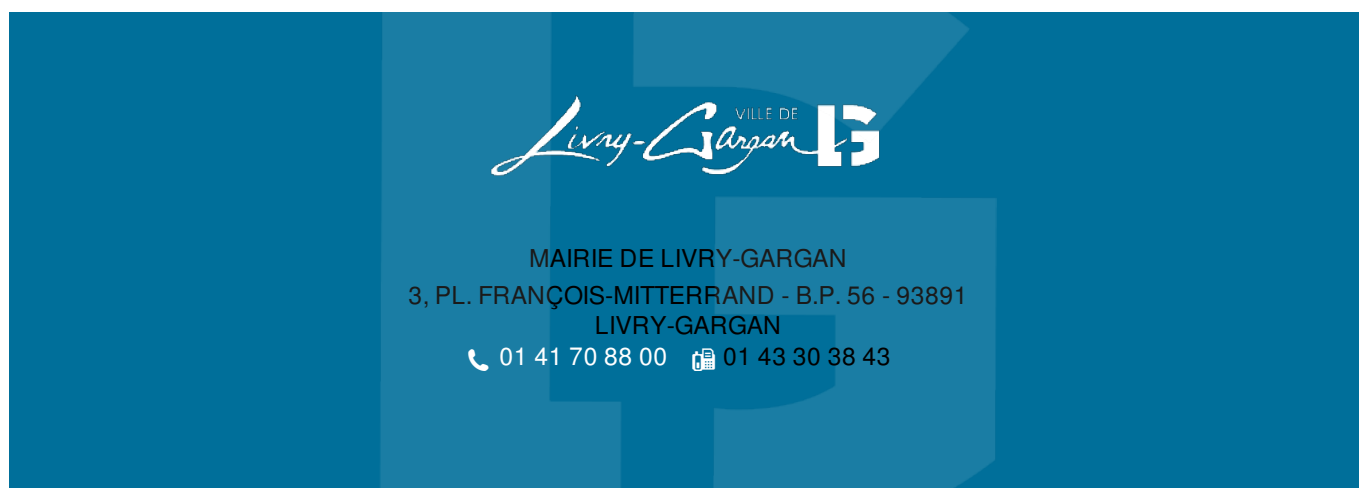 VILLE DE
Livry-Gargan LG
MAIRIE DE LIVRY-GARGAN
3, PL. FRANÇOIS-MITTERRAND - B.P. 56 - 93891
LIVRY-GARGAN
01 41 70 88 00 01 43 30 38 43